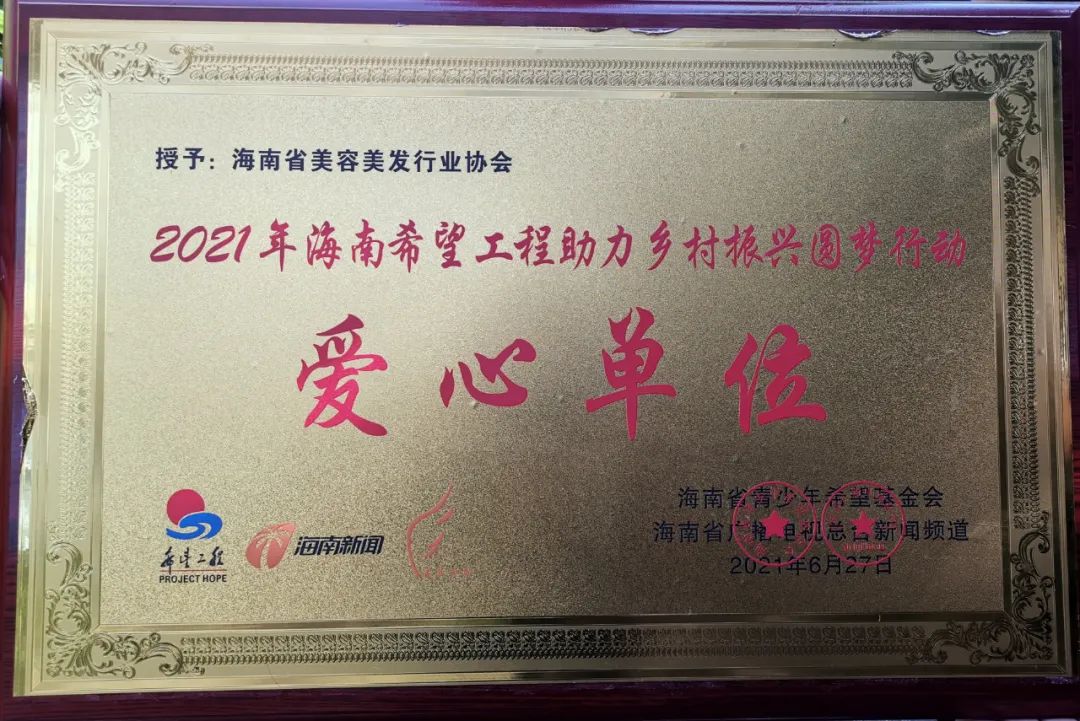 授予：海南省美容美发行业协会
2021年海南希望工程助力乡村振兴圆梦行动
爱心单位
希望工程
PROJECT HOPE
海南新闻
海南省青少年希望基金会
海南省广播电视总台新闻频道
2021年6月27日